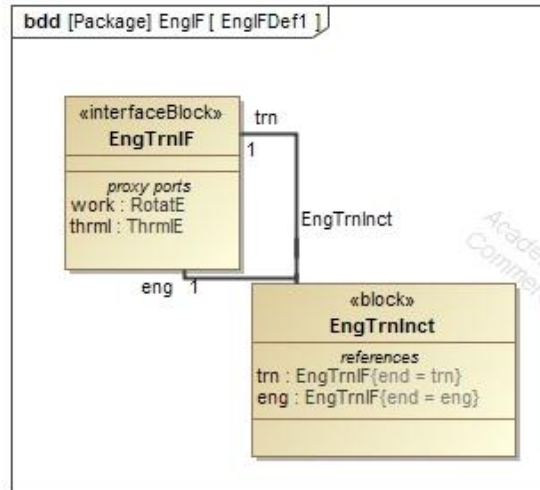 bdd [Package] EngIF [ EngIFDef1 ]
«interfaceBlock»
EngTrnIF
proxy ports
work : RotatE
thrml : ThrmlE
trn
1
EngTrnInct
eng 1
«block»
EngTrnInct
references
trn : EngTrnIF{end = trn}
eng : EngTrnIF{end = eng}